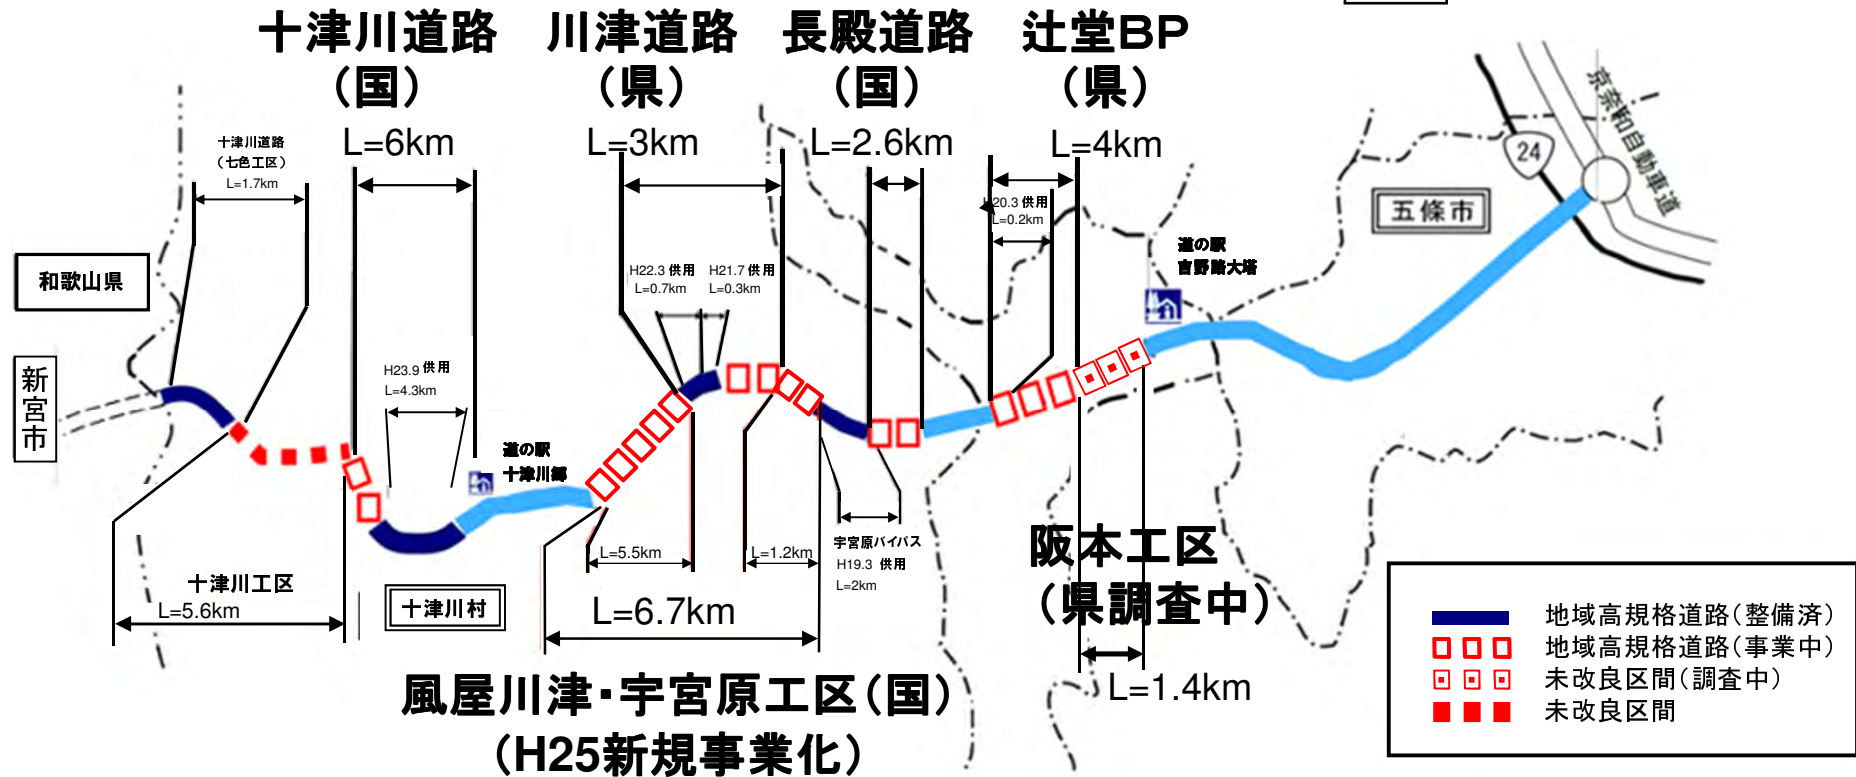 十津川道路
（国）
L=6km
川津道路
（県）
L=3km
長殿道路
（国）
L=2.6km
辻堂BP
（県）
L=4km
十津川道路
（七色工区）
L=1.7km
京奈和自動車道
24
五條市
H20.3 供用
L=0.2km
道の駅
吉野路大塔
和歌山県
新宮市
H22.3 供用
L=0.7km
H21.7 供用
L=0.3km
H23.9 供用
L=4.3km
道の駅
十津川郷
十津川工区
L=5.6km
十津川村
L=5.5km
L=1.2km
宇宮原バイパス
H19.3 供用
L=2km
L=6.7km
風屋川津・宇宮原工区（国）
（H25新規事業化）
阪本工区
（県調査中）
L=1.4km
地域高規格道路（整備済）
地域高規格道路（事業中）
未改良区間（調査中）
未改良区間